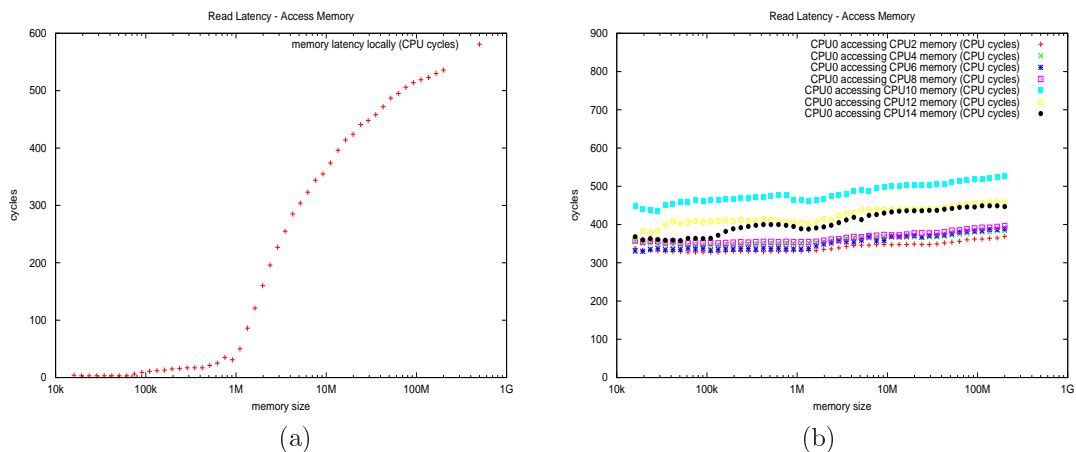 Read Latency - Access Memory
600
500
400
300
200
100
0
cycles
memory latency locally (CPU cycles)
10k
100k
1M
10M
100M
1G
memory size
(a)
Read Latency - Access Memory
900
800
700
600
500
400
300
200
100
0
cycles
CPU0 accessing CPU2 memory (CPU cycles)
CPU0 accessing CPU4 memory (CPU cycles)
CPU0 accessing CPU6 memory (CPU cycles)
CPU0 accessing CPU8 memory (CPU cycles)
CPU0 accessing CPU10 memory (CPU cycles)
CPU0 accessing CPU12 memory (CPU cycles)
CPU0 accessing CPU14 memory (CPU cycles)
10k
100k
1M
10M
100M
1G
memory size
(b)